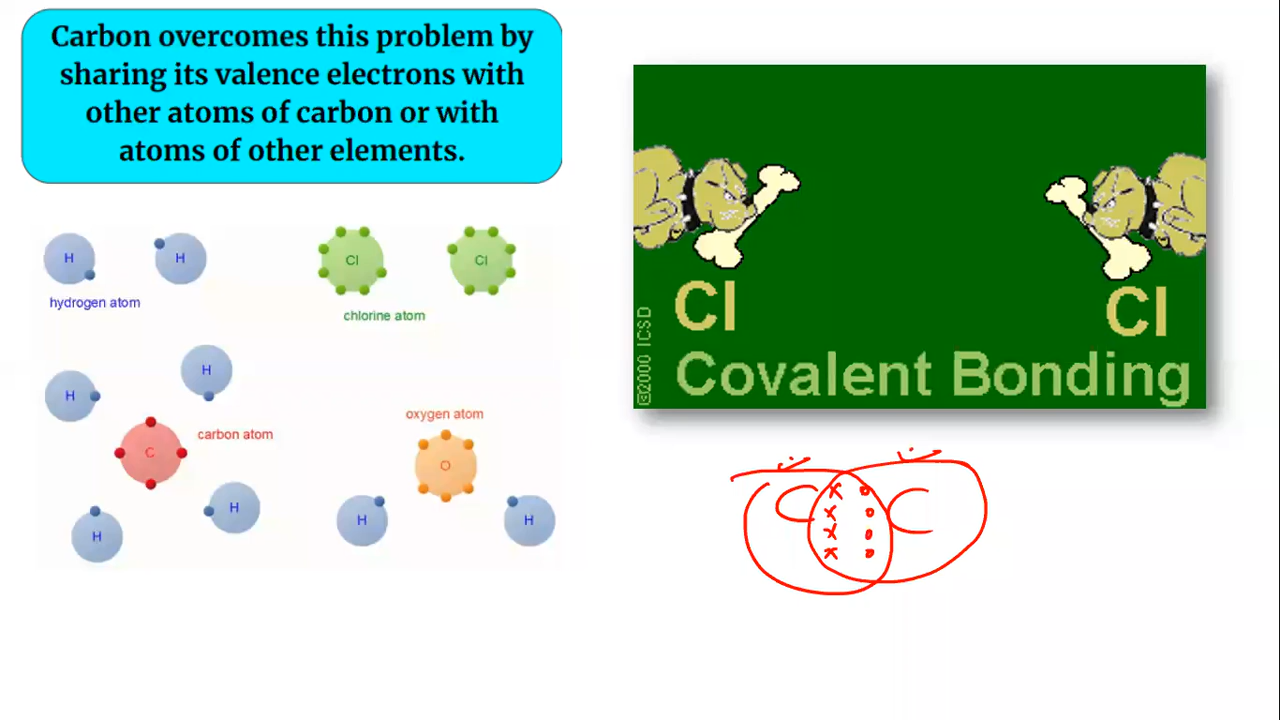 Carbon overcomes this problem by
sharing its valence electrons with
other atoms of carbon or with
atoms of other elements.
H
H
hydrogen atom
Cl
Cl
chlorine atom
H
H
C
carbon atom
H
H
oxygen atom
O
H
H
Cl
Cl
Covalent Bonding
©2000 ICSD
C
C